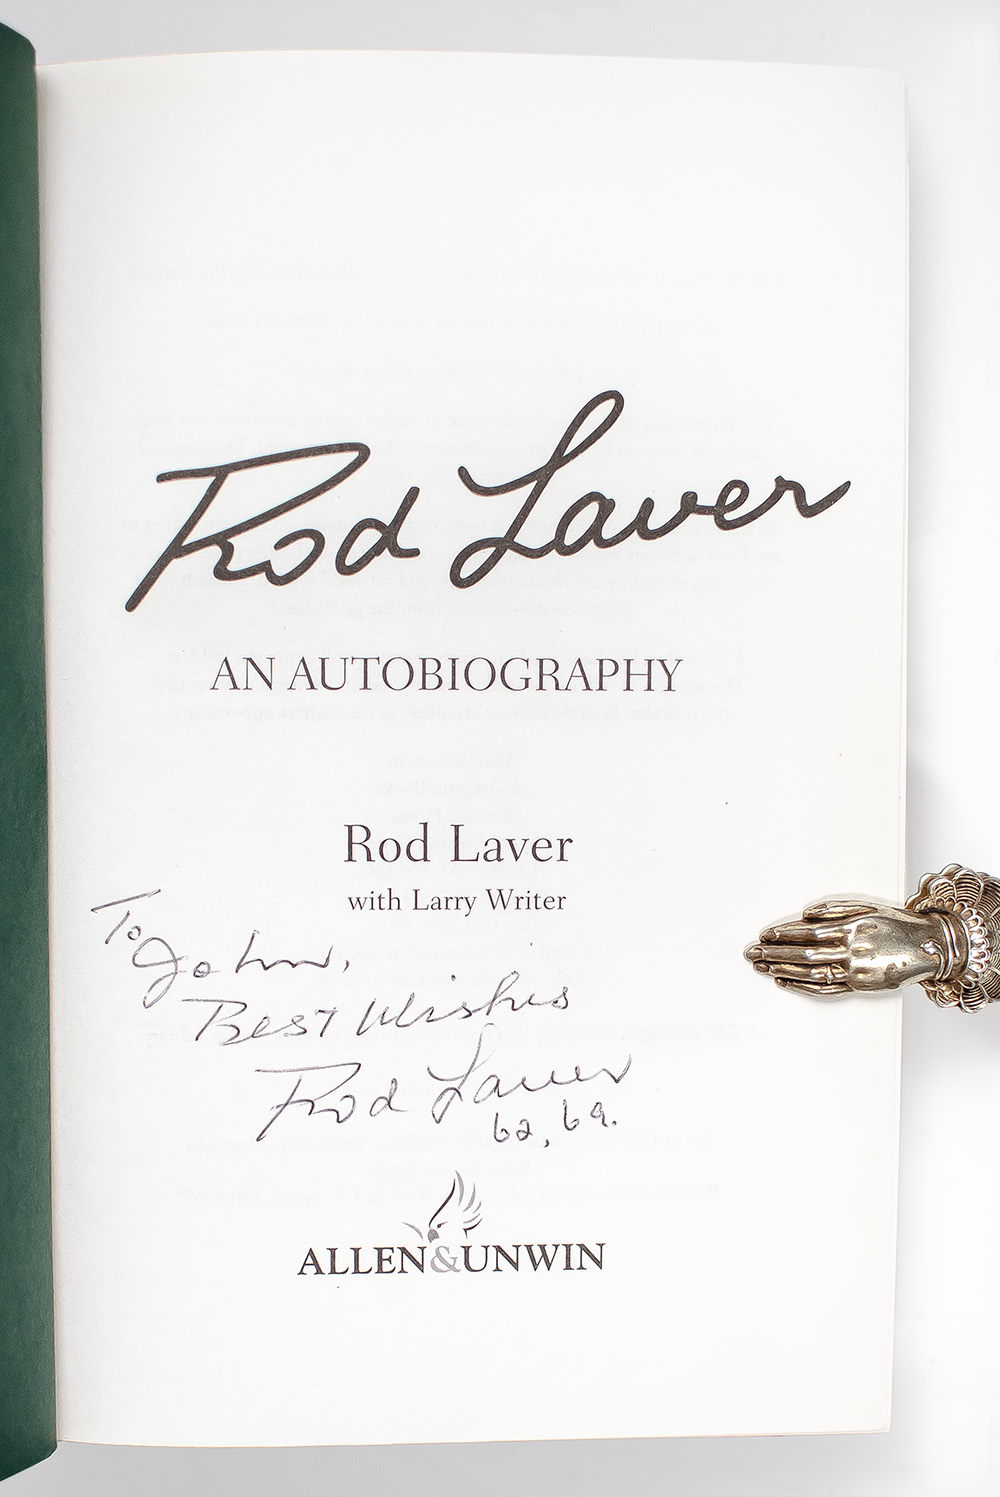 Rod Laver
AN AUTOBIOGRAPHY
Rod Laver
with Larry Writer
To John,
Best Wishes
Rod Laver
62, 69.
ALLEN&UNWIN